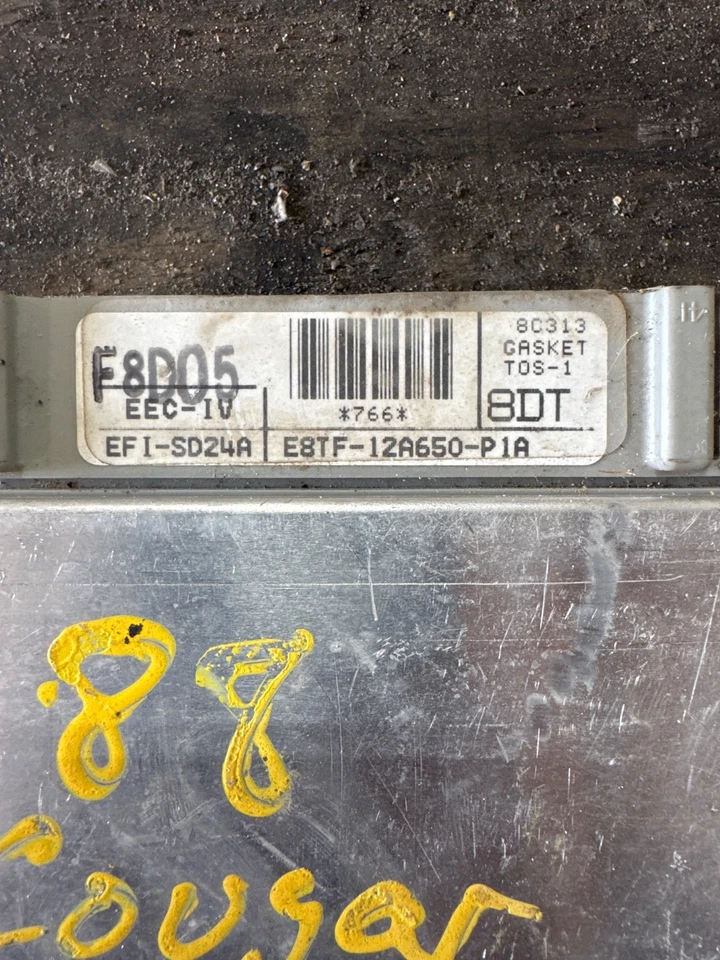 F8D05
EEC-IV
*766*
8C313
GASKET
TOS-1
8DT
EFI-SD24A
E8TF-12A650-P1A
88
Cougar